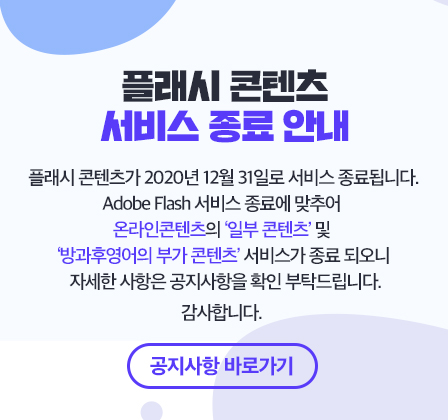 플래시 콘텐츠
서비스 종료 안내
플래시 콘텐츠가 2020년 12월 31일로 서비스 종료됩니다.
Adobe Flash 서비스 종료에 맞추어
온라인콘텐츠의 ‘일부 콘텐츠’ 및
‘방과후영어의 부가 콘텐츠’ 서비스가 종료 되오니
자세한 사항은 공지사항을 확인 부탁드립니다.
감사합니다.
공지사항 바로가기